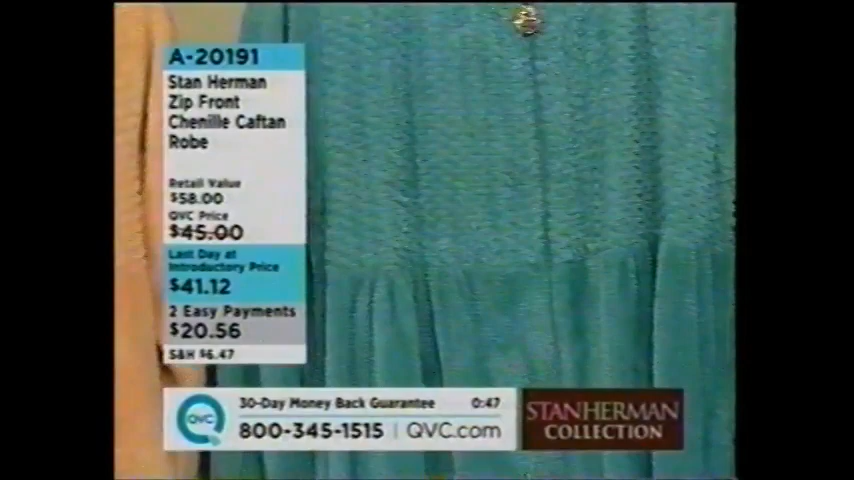 A-20191
Stan Herman
Zip Front
Chenille Caftan
Robe
Retail Value
$58.00
QVC Price
$45.00
Last Day at
Introductory Price
$41.12
2 Easy Payments
$20.56
S&H $6.47
QVC
30-Day Money Back Guarantee 0:47
800-345-1515 | QVC.com
STANHERMAN
COLLECTION